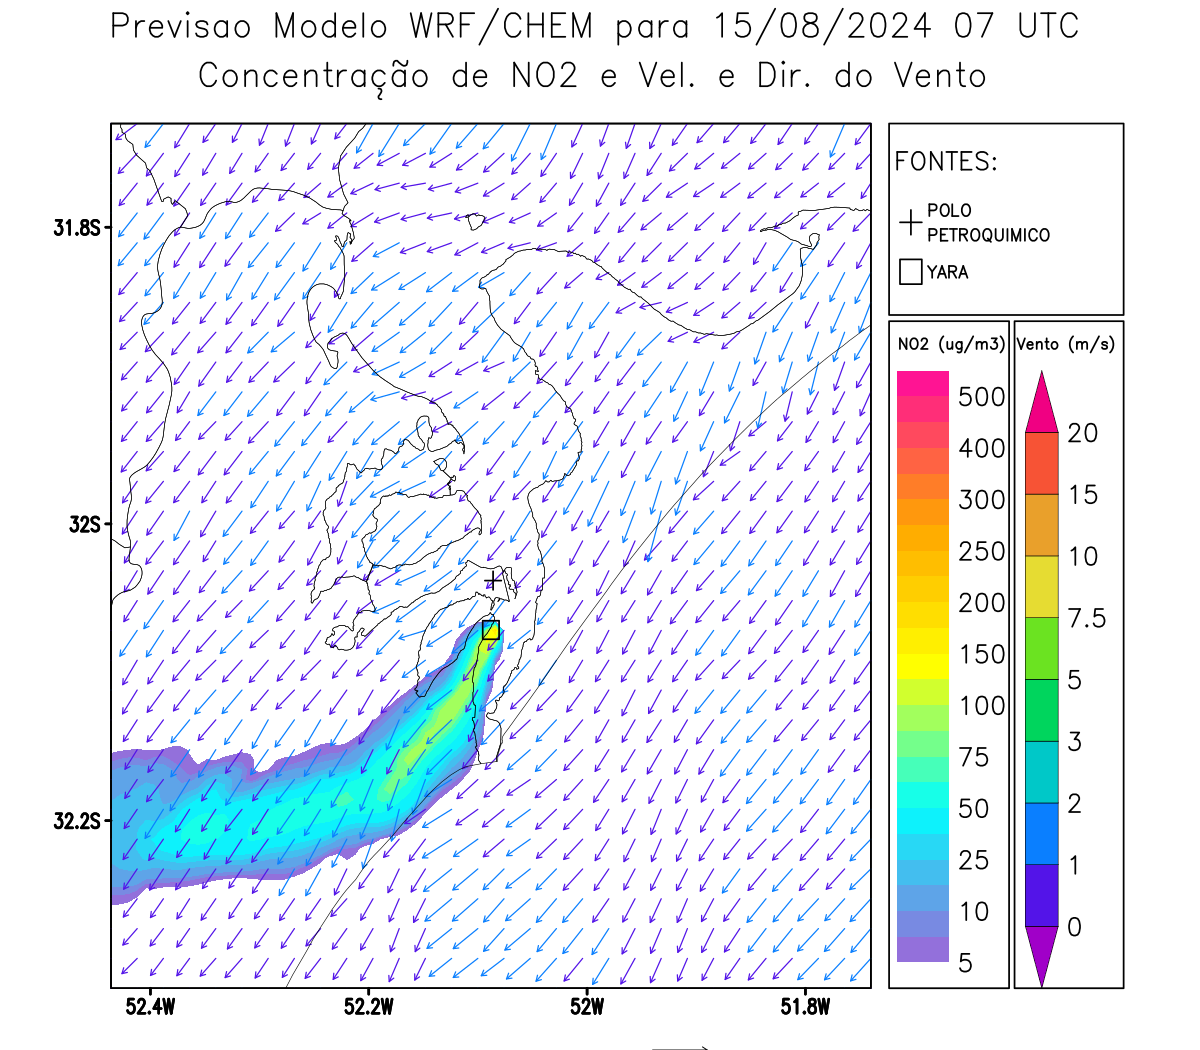 Previsao Modelo WRF/CHEM para 15/08/2024 07 UTC
Concentração de NO2 e Vel. e Dir. do Vento
FONTES:
POLO
PETROQUIMICO
YARA
31.8S
32S
32.2S
52.4W
52.2W
52W
51.8W
NO2 (ug/m3)
500
400
300
250
200
150
100
75
50
25
10
5
Vento (m/s)
20
15
10
7.5
5
3
2
1
0